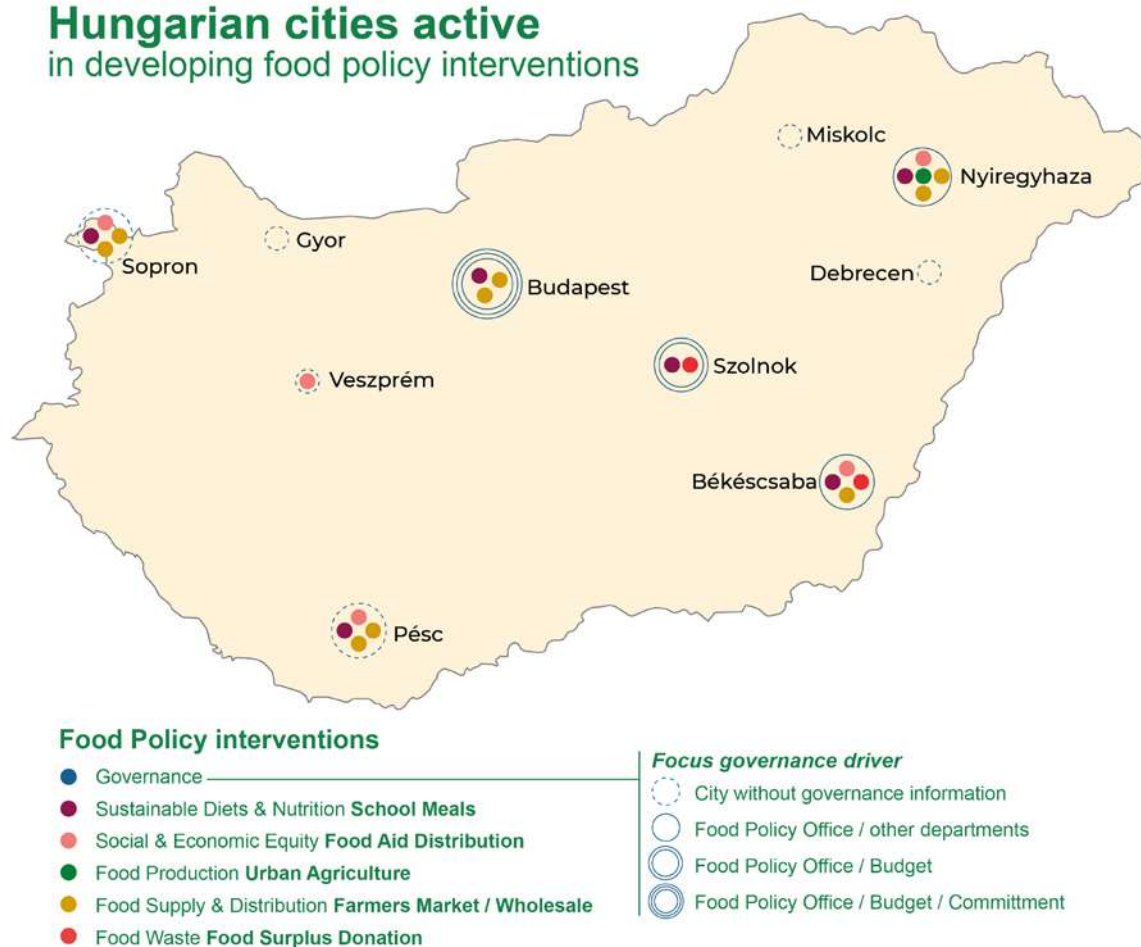 Hungarian cities active
in developing food policy interventions
Miskolc
Nyiregyhaza
Gyor
Sopron
Debrecen
Budapest
Szolnok
Veszprém
Békéscsaba
Pésc
Food Policy interventions
Governance
Sustainable Diets & Nutrition School Meals
Social & Economic Equity Food Aid Distribution
Food Production Urban Agriculture
Food Supply & Distribution Farmers Market / Wholesale
Food Waste Food Surplus Donation
Focus governance driver
City without governance information
Food Policy Office / other departments
Food Policy Office / Budget
Food Policy Office / Budget / Committment